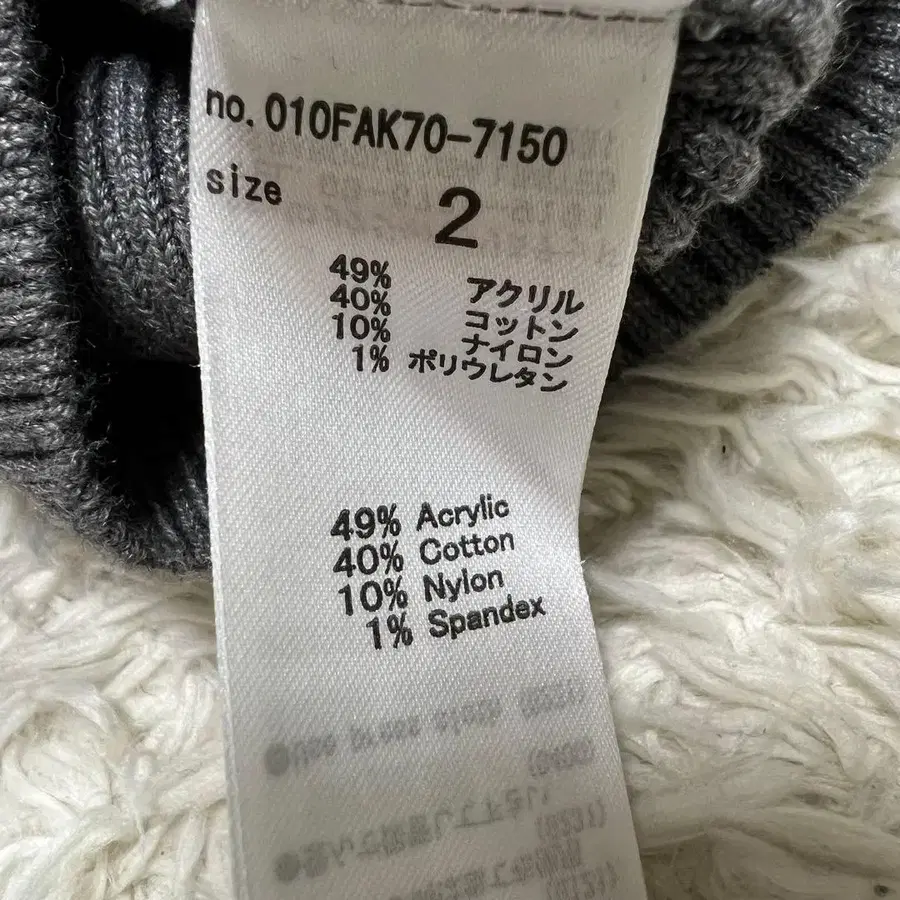 no. 010FAK70-7150
size 2
49% アクリル
40% コットン
10% ナイロン
1% ポリウレタン
49% Acrylic
40% Cotton
10% Nylon
1% Spandex